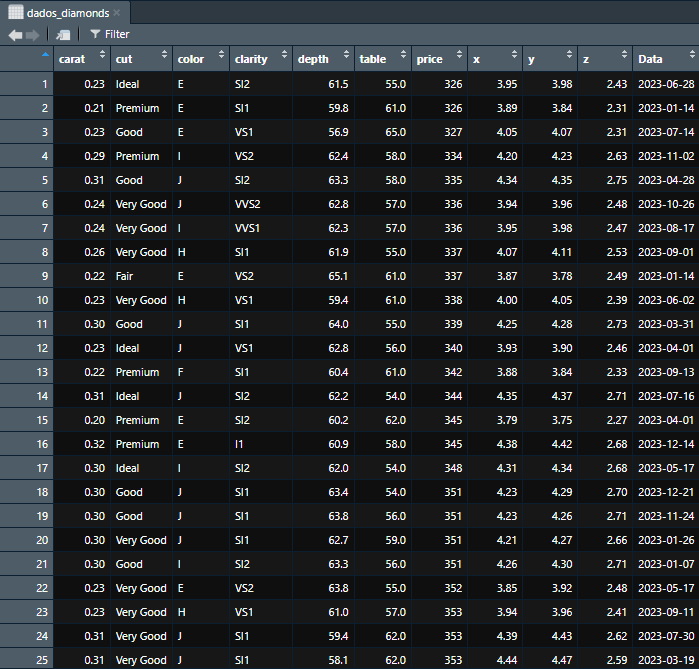 dados_diamonds
Filter
carat cut color clarity depth table price x y z Data
1 0.23 Ideal E SI2 61.5 55.0 326 3.95 3.98 2.43 2023-06-28
2 0.21 Premium E SI1 59.8 61.0 326 3.89 3.84 2.31 2023-01-14
3 0.23 Good E VS1 56.9 65.0 327 4.05 4.07 2.31 2023-07-14
4 0.29 Premium I VS2 62.4 58.0 334 4.20 4.23 2.63 2023-11-02
5 0.31 Good J SI2 63.3 58.0 335 4.34 4.35 2.75 2023-04-28
6 0.24 Very Good J VVS2 62.8 57.0 336 3.94 3.96 2.48 2023-10-26
7 0.24 Very Good I VVS1 62.3 57.0 336 3.95 3.98 2.47 2023-08-17
8 0.26 Very Good H SI1 61.9 55.0 337 4.07 4.11 2.53 2023-09-01
9 0.22 Fair E VS2 65.1 61.0 337 3.87 3.78 2.49 2023-01-14
10 0.23 Very Good H VS1 59.4 61.0 338 4.00 4.05 2.39 2023-06-02
11 0.30 Good J SI1 64.0 55.0 339 4.25 4.28 2.73 2023-03-31
12 0.23 Ideal J VS1 62.8 56.0 340 3.93 3.90 2.46 2023-04-01
13 0.22 Premium F SI1 60.4 61.0 342 3.88 3.84 2.33 2023-09-13
14 0.31 Ideal J SI2 62.2 54.0 344 4.35 4.37 2.71 2023-07-16
15 0.20 Premium E SI2 60.2 62.0 345 3.79 3.75 2.27 2023-04-01
16 0.32 Premium E I1 60.9 58.0 345 4.38 4.42 2.68 2023-12-14
17 0.30 Ideal I SI2 62.0 54.0 348 4.31 4.34 2.68 2023-05-17
18 0.30 Good J SI1 63.4 54.0 351 4.23 4.29 2.70 2023-12-21
19 0.30 Good J SI1 63.8 56.0 351 4.23 4.26 2.71 2023-11-24
20 0.30 Very Good J SI1 62.7 59.0 351 4.21 4.27 2.66 2023-01-26
21 0.30 Good I SI2 63.3 56.0 351 4.26 4.30 2.71 2023-01-07
22 0.23 Very Good E VS2 63.8 55.0 352 3.85 3.92 2.48 2023-05-17
23 0.23 Very Good H VS1 61.0 57.0 353 3.94 3.96 2.41 2023-09-11
24 0.31 Very Good J SI1 59.4 62.0 353 4.39 4.43 2.62 2023-07-30
25 0.31 Very Good J SI1 58.1 62.0 353 4.44 4.47 2.59 2023-03-19